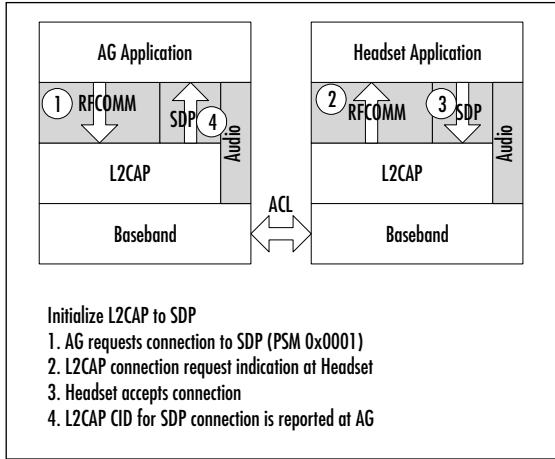 AG Application
Headset Application
1
RFCOMM
SDP
4
Audio
2
RFCOMM
3
SDP
Audio
L2CAP
L2CAP
ACL
Baseband
Baseband
Initialize L2CAP to SDP
1. AG requests connection to SDP (PSM 0x0001)
2. L2CAP connection request indication at Headset
3. Headset accepts connection
4. L2CAP CID for SDP connection is reported at AG